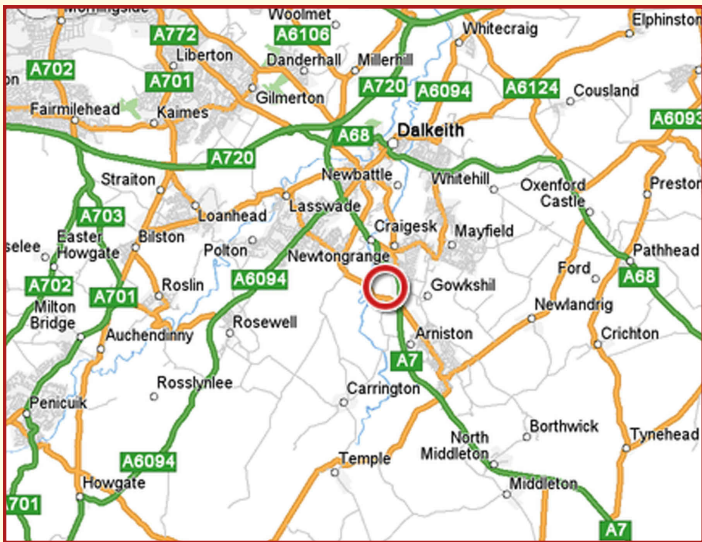 Morningside
Woolmet
A772
A6106
Whitecraig
Elphinston
Liberton
A702
A701
Danderhall
Millerhill
A720
A6094
A6124
Cousland
Gilmerton
Fairmilehead
Kaimes
A6093
A68
Dalkeith
A720
Straiton
Newbattle
Whitehill
Oxenford
Castle
Preston
A703
Loanhead
Lasswade
selee
Easter
Howgate
Bilston
Polton
Craigesk
Mayfield
Newtongrange
Pathhead
A702
A701
Roslin
A6094
Gowkshil
Ford
A68
Milton
Bridge
Auchendinny
Rosewell
Newlandrig
Arniston
Crichton
A7
Rosslynlee
Carrington
Penicuik
Borthwick
North
Middleton
Tynehead
A6094
Temple
Howgate
Middleton
A701
A7